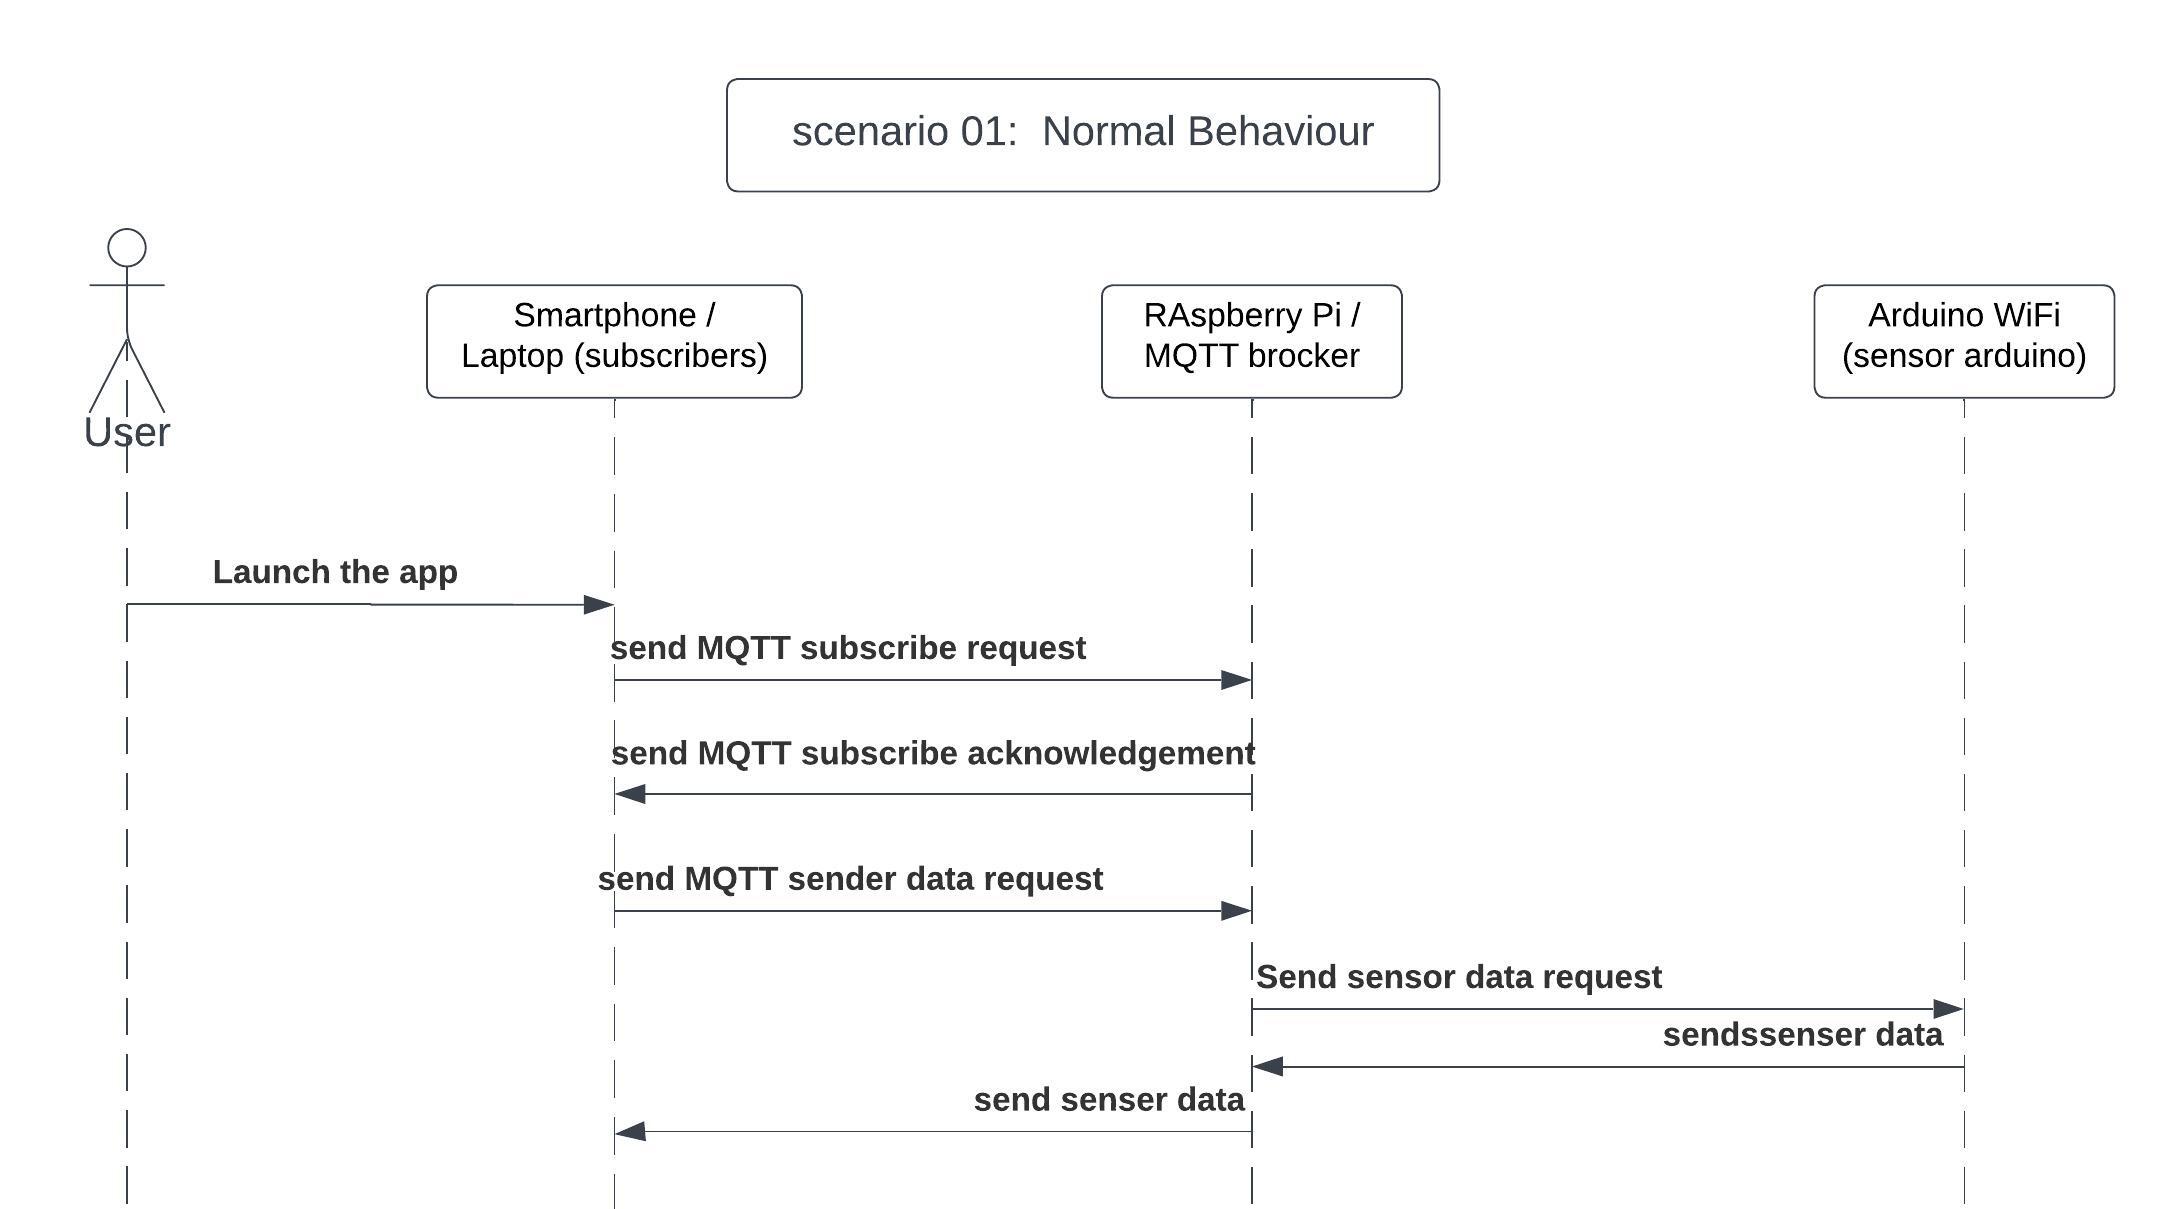 scenario 01:  Normal Behaviour
User
Smartphone /
Laptop (subscribers)
RAspberry Pi /
MQTT brocker
Arduino WiFi
(sensor arduino)
Launch the app
send MQTT subscribe request
send MQTT subscribe acknowledgement
send MQTT sender data request
Send sensor data request
sendssenser data
send senser data